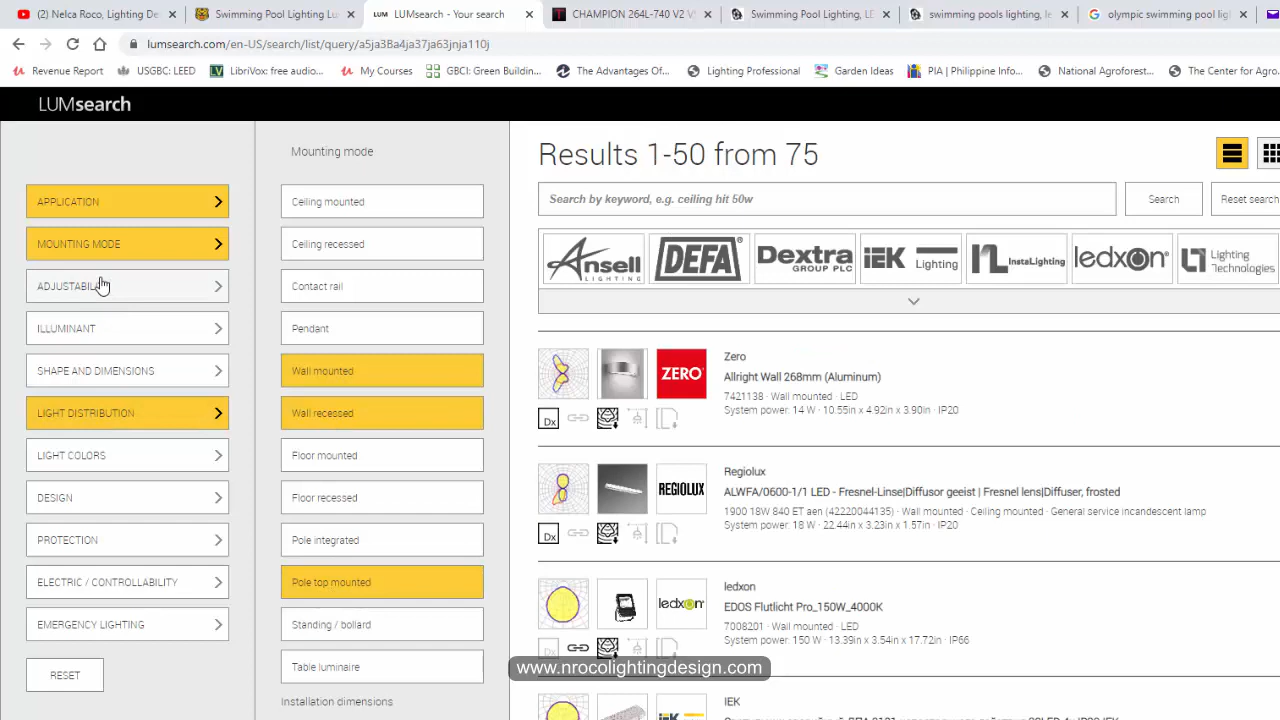 (2) Nelca Roco, Lighting De
Swimming Pool Lighting Lu
LUM LUMsearch - Your search
CHAMPION 264L-740 V2 V
Swimming Pool Lighting, LE
swimming pools lighting, le
olympic swimming pool lig
lumsearch.com/en-US/search/list/query/a5ja38a4ja37ja63jnja110j
Revenue Report
USGBC: LEED
LibriVox: free audio...
My Courses
GBCI: Green Buildin...
The Advantages Of...
Lighting Professional
Garden Ideas
PIA | Philippine Info...
National Agroforest...
The Center for Agro
LUMsearch
APPLICATION
MOUNTING MODE
ILLUMINANT
SHAPE AND DIMENSIONS
LIGHT DISTRIBUTION
LIGHT COLORS
DESIGN
PROTECTION
ELECTRIC / CONTROLLABILITY
EMERGENCY LIGHTING
RESET
Mounting mode
Ceiling mounted
Ceiling recessed
Contact rail
Pendant
Wall mounted
Wall recessed
Floor mounted
Floor recessed
Pole integrated
Pole top mounted
Standing / bollard
Table luminaire
Installation dimensions
Results 1-50 from 75
Search by keyword, e.g. ceiling hit 50w
Search
Reset search
Ansell LIGHTING
DEFA
Dextra GROUP PLC
IEK Lighting
InstaLighting
ledxon
Lighting Technologies
ZERO
Zero
Allright Wall 268mm (Aluminum)
7421138 · Wall mounted · LED
System power: 14 W · 10.55in x 4.92in x 3.90in · IP20
Dx
REGIOLUX
Regiolux
ALWFA/0600-1/1 LED - Fresnel-Linse|Diffusor geeist | Fresnel lens|Diffuser, frosted
1900 18W 840 ET aen (42220044135) · Wall mounted · Ceiling mounted · General service incandescent lamp
System power: 18 W · 22.44in x 3.23in x 1.57in · IP20
Dx
ledxon
ledxon
EDOS Flutlicht Pro_150W_4000K
7008201 · Wall mounted · LED
System power: 150 W · 13.39in x 3.54in x 17.72in · IP66
Dx
www.nrocolightingdesign.com
IEK
IEK